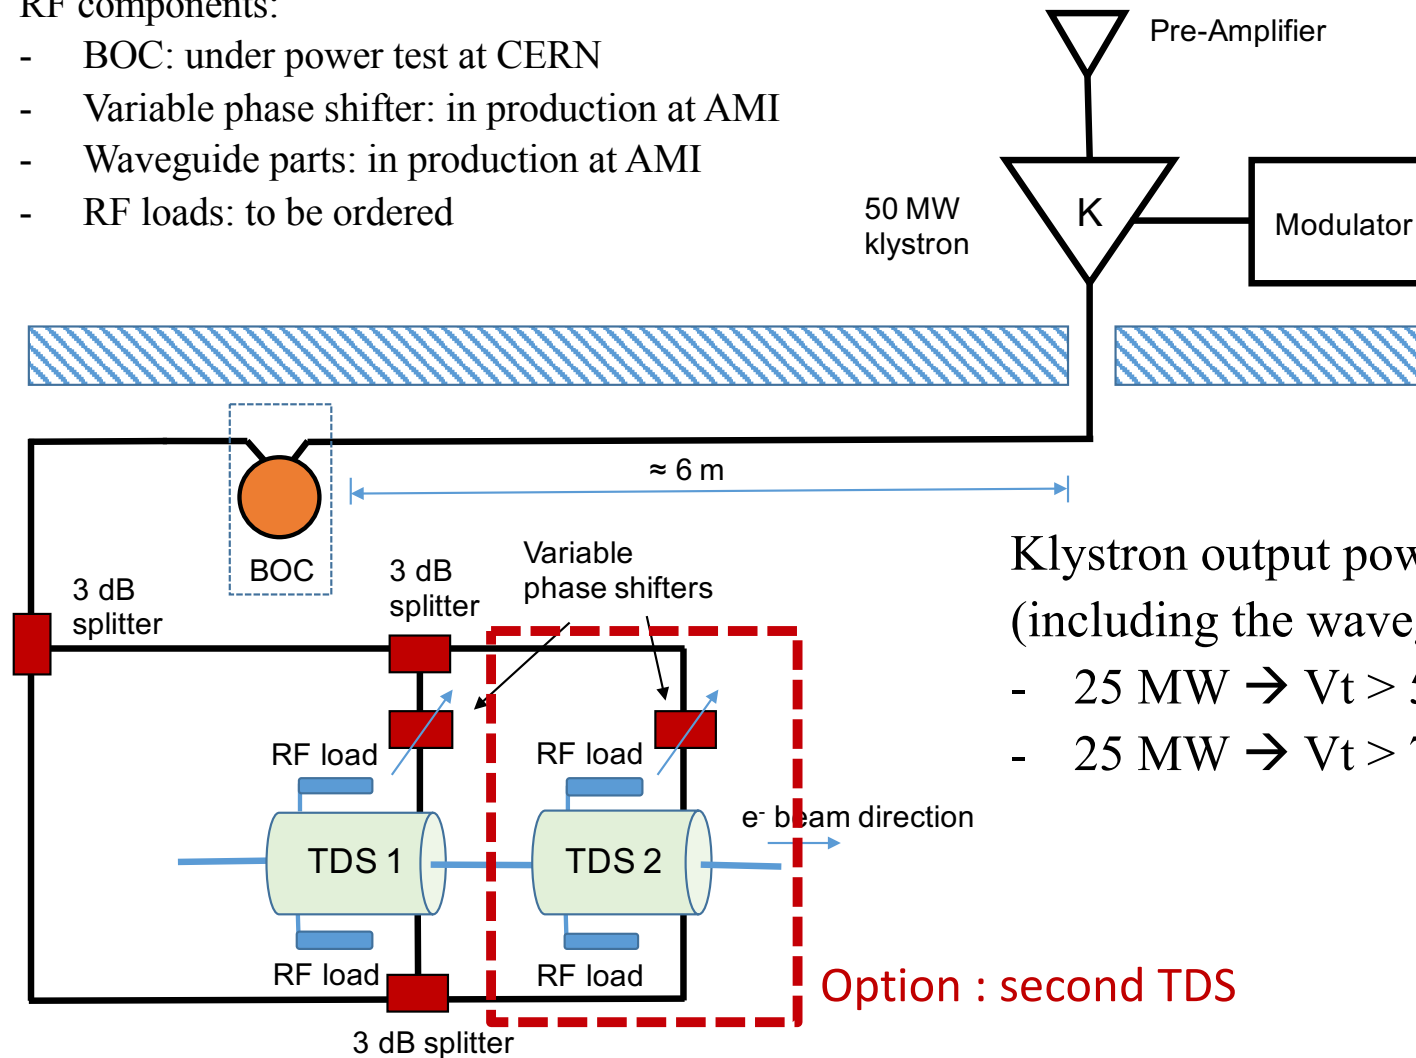 RF components:
- BOC: under power test at CERN
- Variable phase shifter: in production at AMI
- Waveguide parts: in production at AMI
- RF loads: to be ordered
Pre-Amplifier
50 MW
klystron
K
Modulator
≈ 6 m
BOC
3 dB
splitter
3 dB
splitter
Variable
phase shifters
Klystron output
(including the
- 25 MW → Vt >
- 25 MW → Vt >
RF load
RF load
e- beam direction
TDS 1
TDS 2
RF load
RF load
Option : second TDS
3 dB splitter